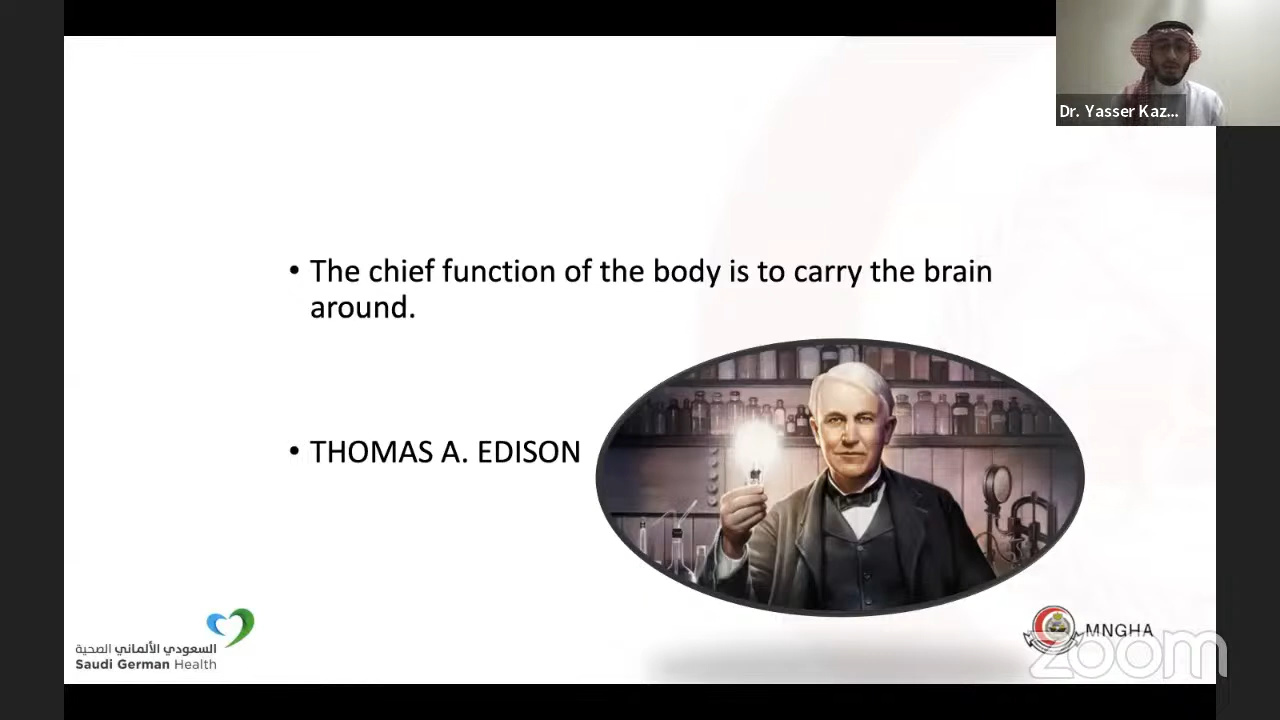 Dr. Yasser Kaz...
• The chief function of the body is to carry the brain
around.
• THOMAS A. EDISON
السعودي الألماني الصحية
Saudi German Health
MNGHA
zoom